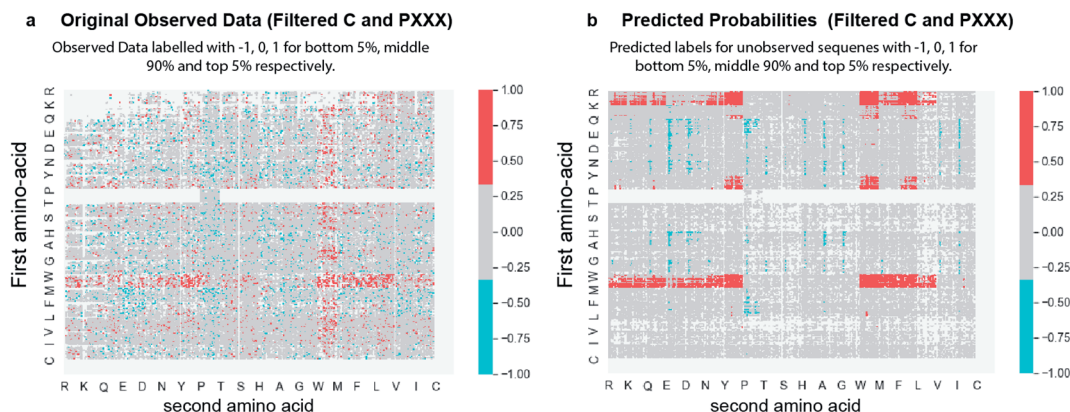 a Original Observed Data (Filtered C and PXXX)
Observed Data labelled with -1, 0, 1 for bottom 5%, middle
90% and top 5% respectively.
First amino-acid
C I V L F M W G A H S T P Y N D E Q K R
R K Q E D N Y P T S H A G W M F L V I C
second amino acid
1.00
0.75
0.50
0.25
0.00
−0.25
−0.50
−0.75
−1.00
b Predicted Probabilities (Filtered C and PXXX)
Predicted labels for unobserved sequenes with -1, 0, 1 for
bottom 5%, middle 90% and top 5% respectively.
First amino-acid
C I V L F M W G A H S T P Y N D E Q K R
R K Q E D N Y P T S H A G W M F L V I C
second amino acid
1.00
0.75
0.50
0.25
0.00
−0.25
−0.50
−0.75
−1.00